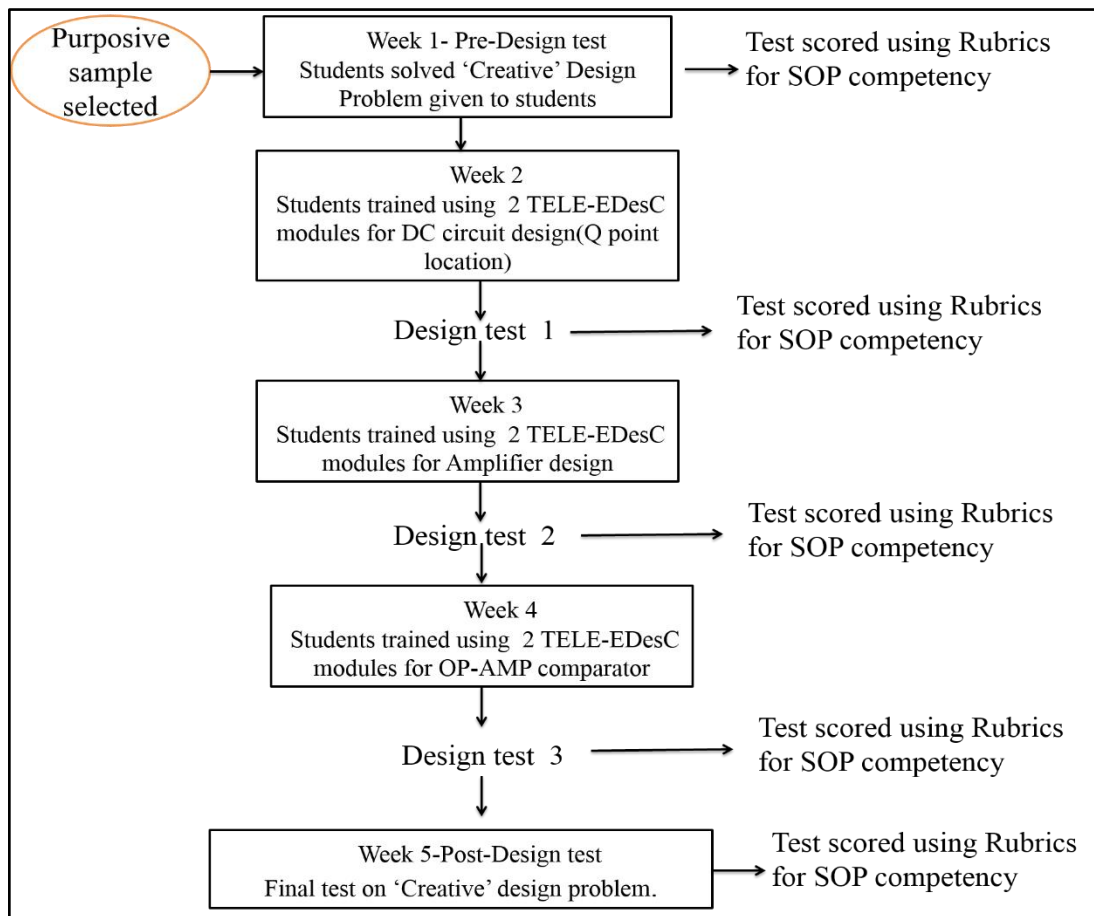 Purposive
sample
selected
Week 1- Pre-Design test
Students solved ‘Creative’ Design
Problem given to students
Test scored using Rubrics
for SOP competency
Week 2
Students trained using 2 TELE-EDesC
modules for DC circuit design(Q point
location)
Design test 1
Test scored using Rubrics
for SOP competency
Week 3
Students trained using 2 TELE-EDesC
modules for Amplifier design
Design test 2
Test scored using Rubrics
for SOP competency
Week 4
Students trained using 2 TELE-EDesC
modules for OP-AMP comparator
Design test 3
Test scored using Rubrics
for SOP competency
Week 5-Post-Design test
Final test on ‘Creative’ design problem.
Test scored using Rubrics
for SOP competency